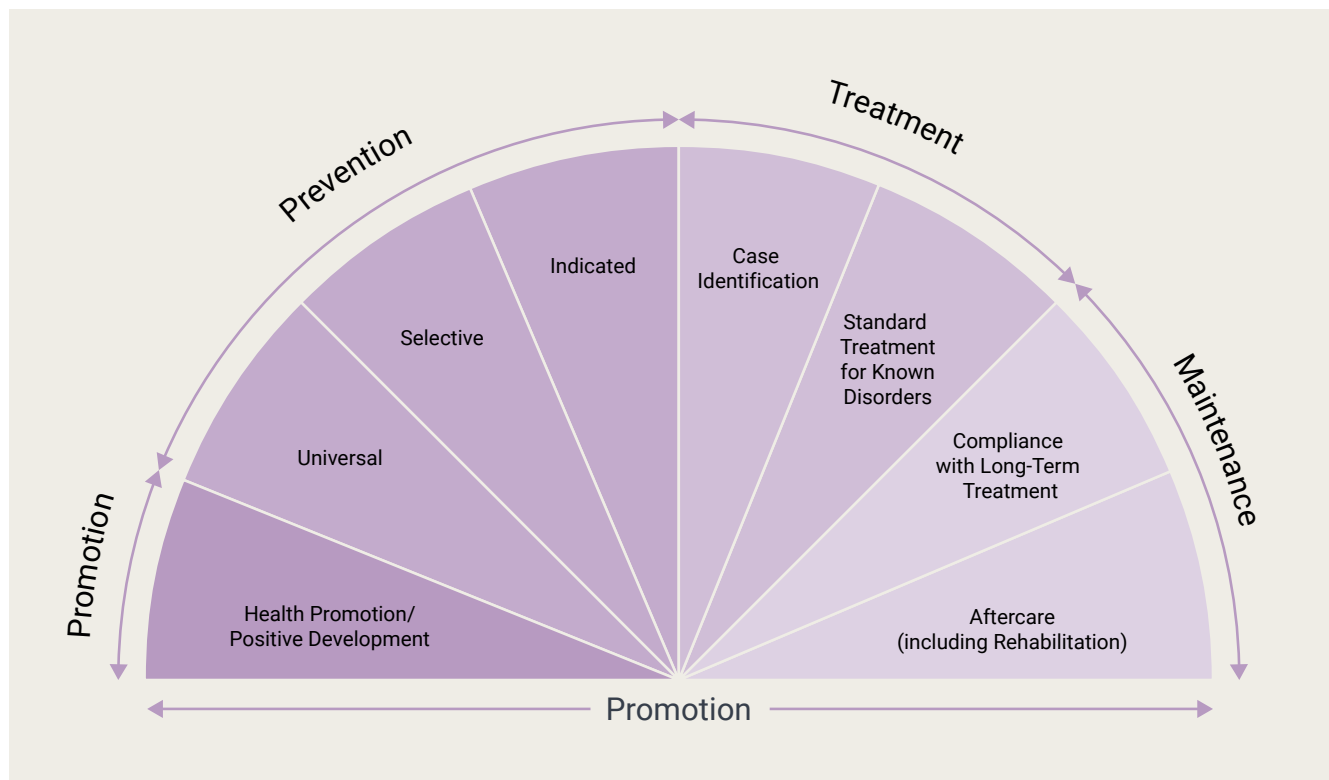 Treatment
Prevention
Maintenance
Promotion
Indicated
Case
Identification
Selective
Standard
Treatment
for Known
Disorders
Universal
Compliance
with Long-Term
Treatment
Health Promotion/
Positive Development
Aftercare
(including Rehabilitation)
Promotion